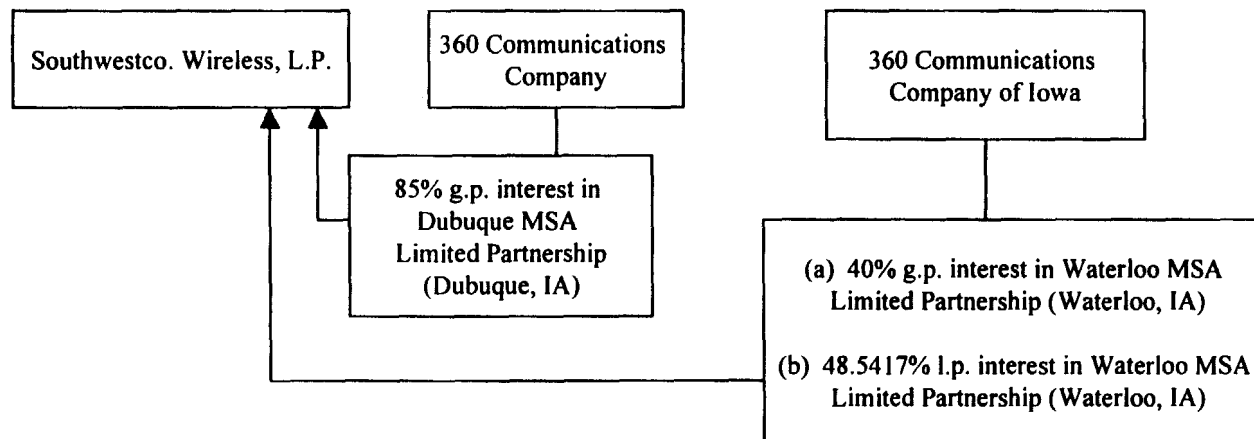 Southwestco. Wireless, L.P.
360 Communications
Company
360 Communications
Company of Iowa
85% g.p. interest in
Dubuque MSA
Limited Partnership
(Dubuque, IA)
(a) 40% g.p. interest in Waterloo MSA
Limited Partnership (Waterloo, IA)
(b) 48.5417% l.p. interest in Waterloo MSA
Limited Partnership (Waterloo, IA)